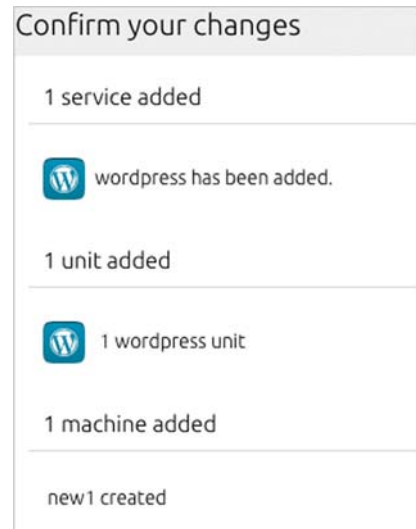 Confirm your changes
1 service added
wordpress has been added.
1 unit added
1 wordpress unit
1 machine added
new1 created